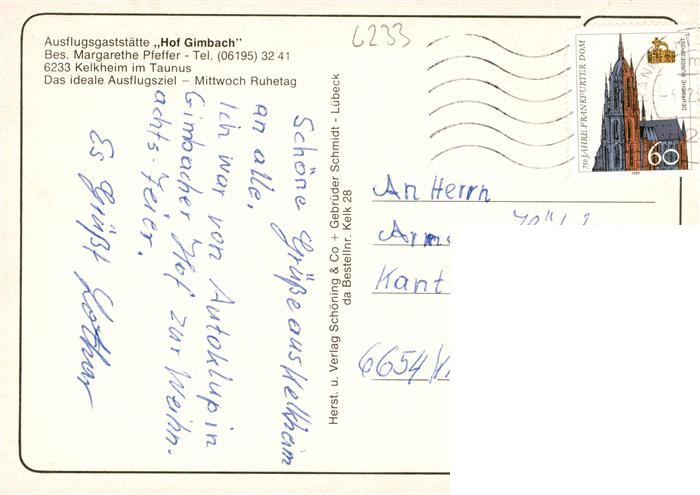 Ausflugsgaststätte „Hof Gimbach"
Bes. Margarethe Pfeffer - Tel. (06195) 32 41
6233 Kelkheim im Taunus
Das ideale Ausflugsziel – Mittwoch Ruhetag
6233
Schöne Grüße aus Kelkheim
an alle.
Ich war von Autoklup in
Gimbacher Hof zur Weihn.
achts-Feier.
Es Grüßt Lothar
Herst. u. Verlag Schöning & Co + Gebrüder Schmidt - Lübeck
da Bestellnr. Kelk 28
750 JAHRE FRANKFURTER DOM
DEUTSCHE BUNDESPOST
60
1989
An Herrn
Kant
6654